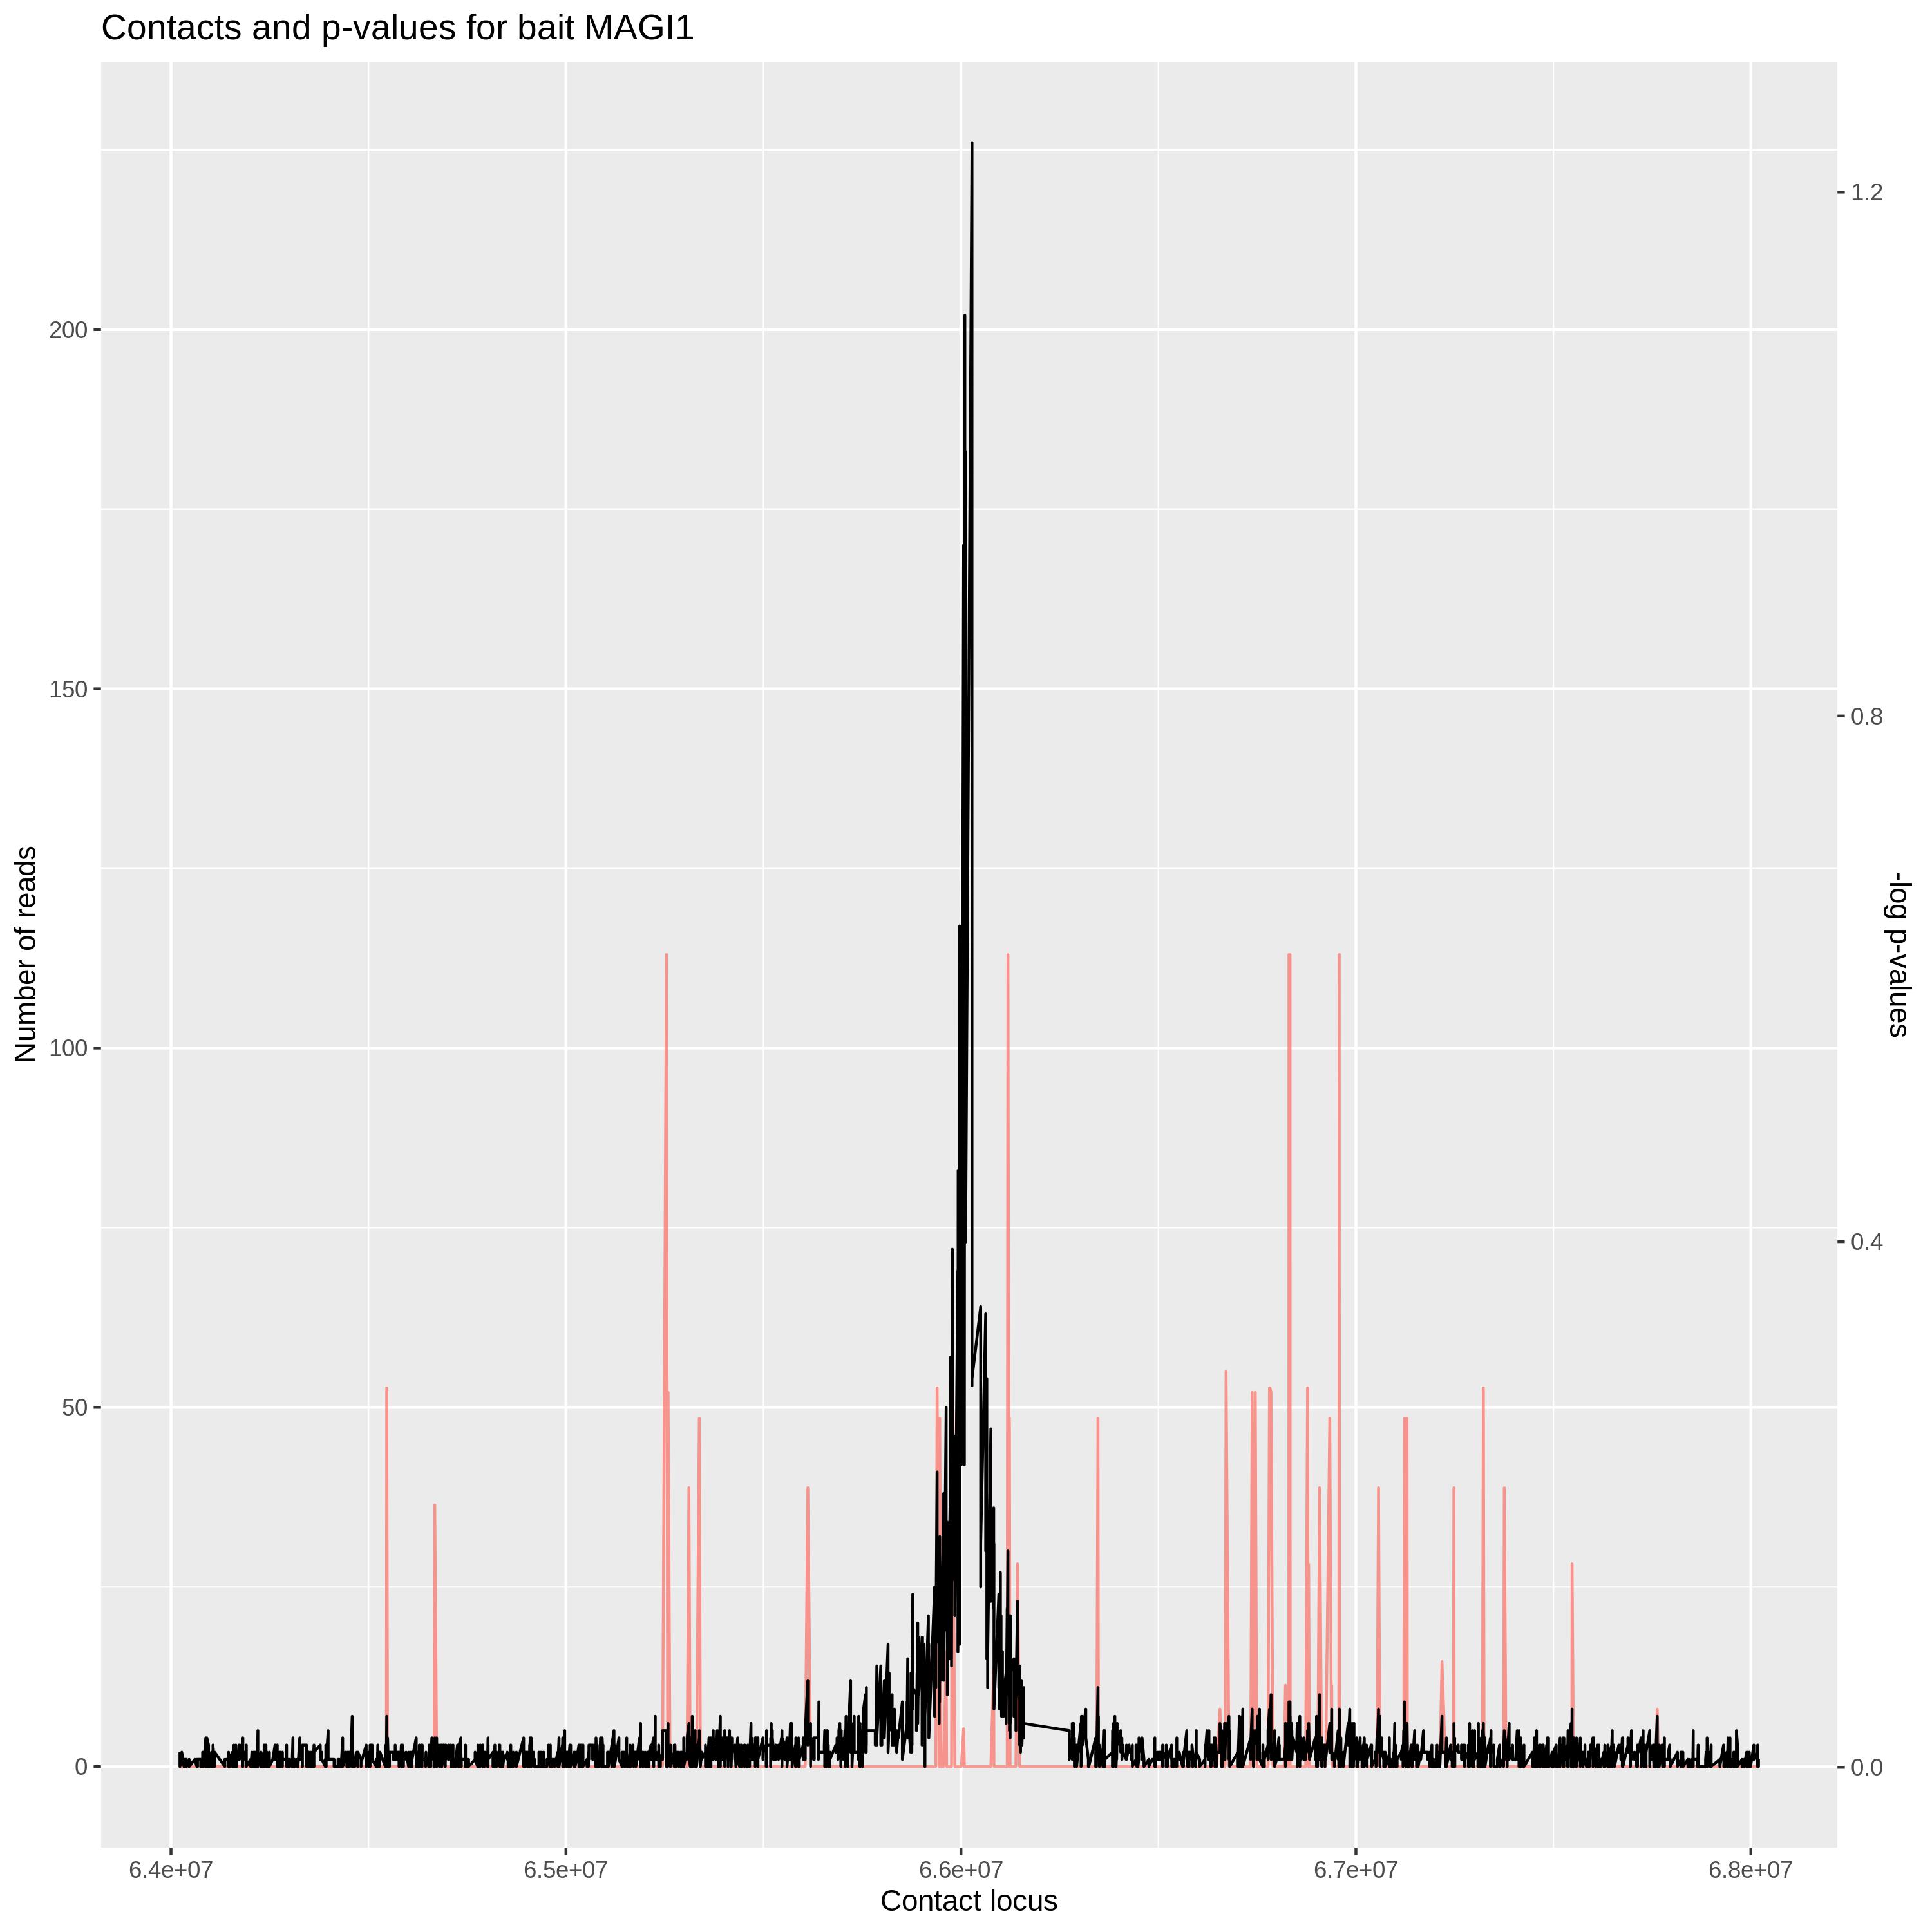 Contacts and p-values for bait MAGI1
Number of reads
200
150
100
50
0
1.2
0.8
0.4
0.0
-log p-values
6.4e+07
6.5e+07
6.6e+07
6.7e+07
6.8e+07
Contact locus